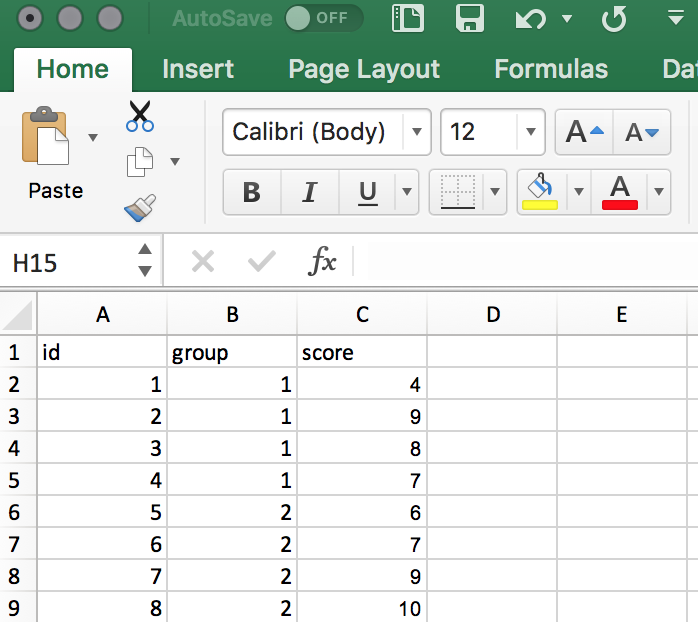 AutoSave OFF
Home Insert Page Layout Formulas Da
Calibri (Body) 12 A A
Paste
B I U A
H15 fx
A B C D E
1 id group score
2 1 1 4
3 2 1 9
4 3 1 8
5 4 1 7
6 5 2 6
7 6 2 7
8 7 2 9
9 8 2 10